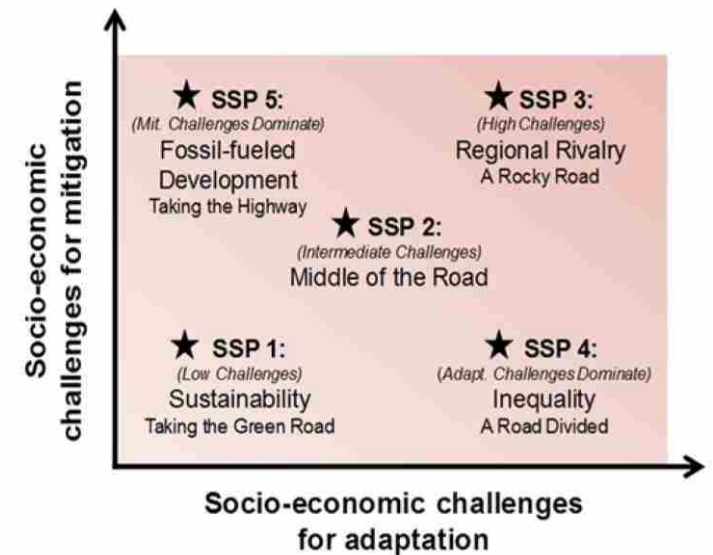 Socio-economic
challenges for mitigation
SSP 5:
(Mit. Challenges Dominate)
Fossil-fueled
Development
Taking the Highway
SSP 3:
(High Challenges)
Regional Rivalry
A Rocky Road
SSP 2:
(Intermediate Challenges)
Middle of the Road
SSP 1:
(Low Challenges)
Sustainability
Taking the Green Road
SSP 4:
(Adapt. Challenges Dominate)
Inequality
A Road Divided
Socio-economic challenges
for adaptation